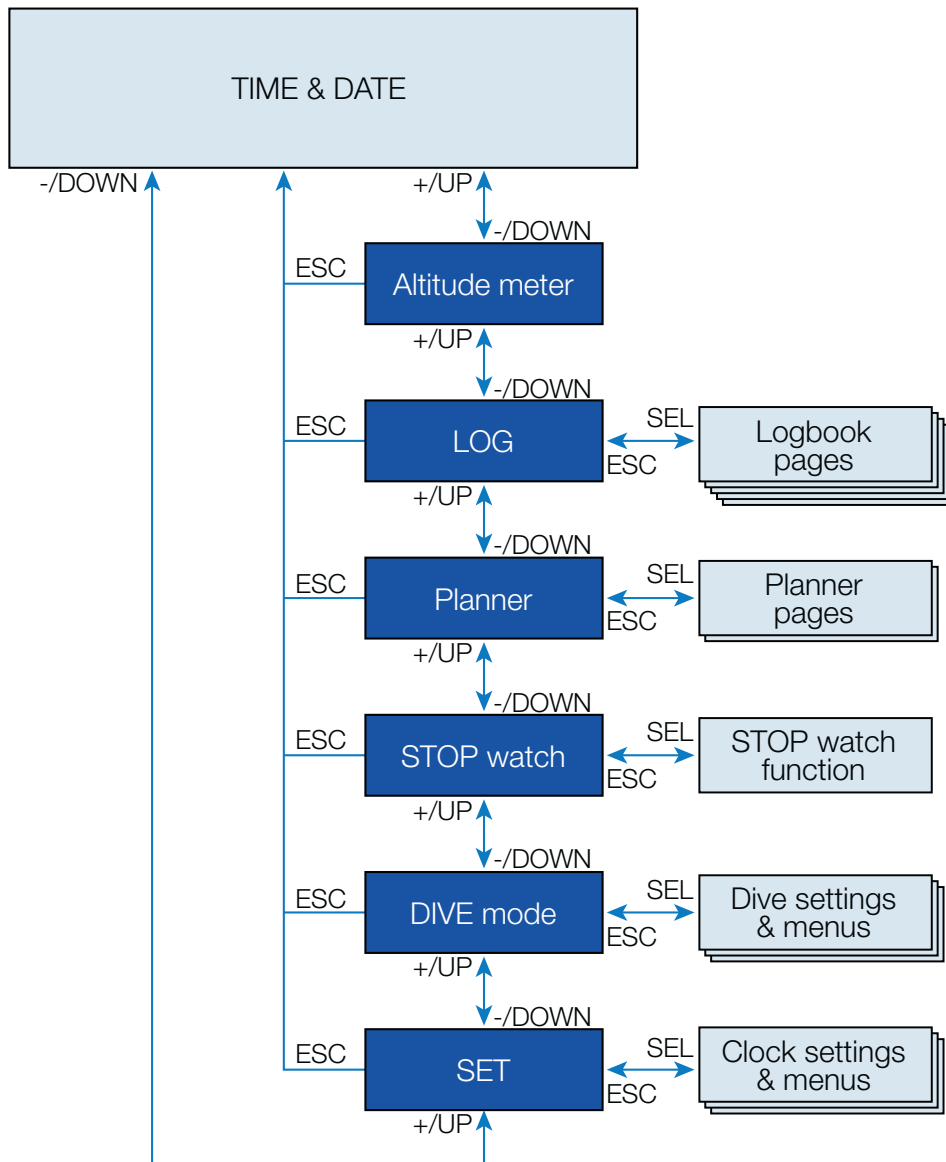 TIME & DATE
-/DOWN
+/UP
-/DOWN
ESC
Altitude meter
+/UP
-/DOWN
ESC
LOG
SEL
ESC
Logbook
pages
+/UP
-/DOWN
ESC
Planner
SEL
ESC
Planner
pages
+/UP
-/DOWN
ESC
STOP watch
SEL
ESC
STOP watch
function
+/UP
-/DOWN
ESC
DIVE mode
SEL
ESC
Dive settings
& menus
+/UP
-/DOWN
ESC
SET
SEL
ESC
Clock settings
& menus
+/UP